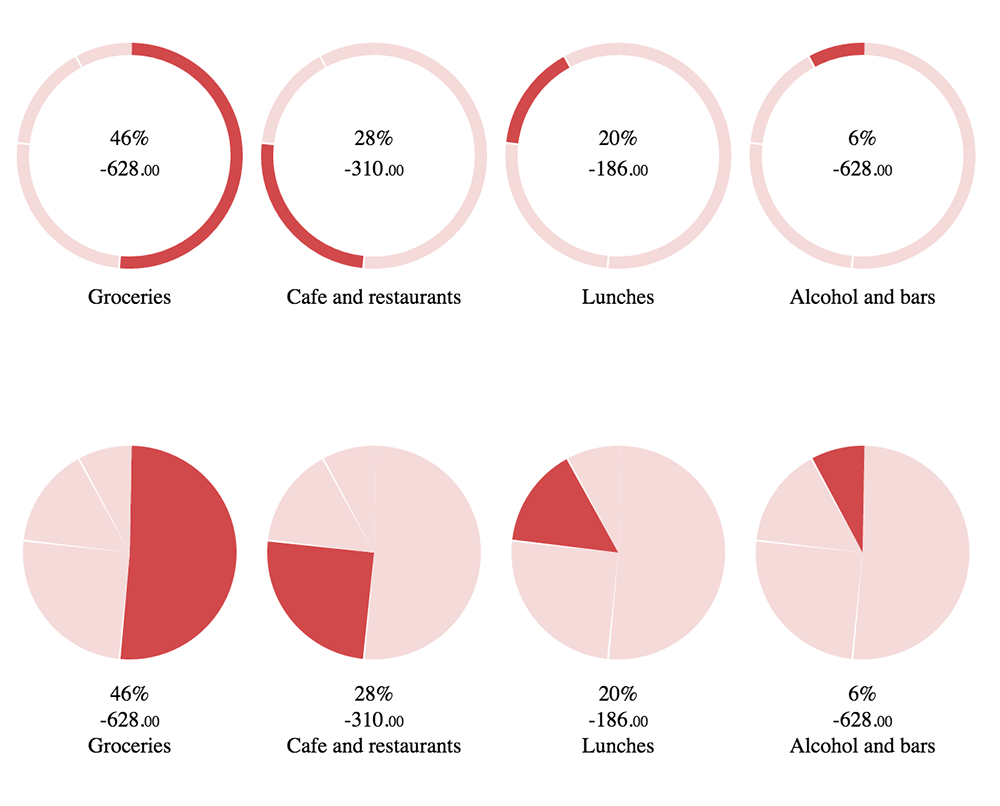 46%
-628.00
Groceries
28%
-310.00
Cafe and restaurants
20%
-186.00
Lunches
6%
-628.00
Alcohol and bars
46%
-628.00
Groceries
28%
-310.00
Cafe and restaurants
20%
-186.00
Lunches
6%
-628.00
Alcohol and bars